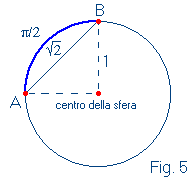 B
π/2
√2
1
A
centro della sfera
Fig. 5